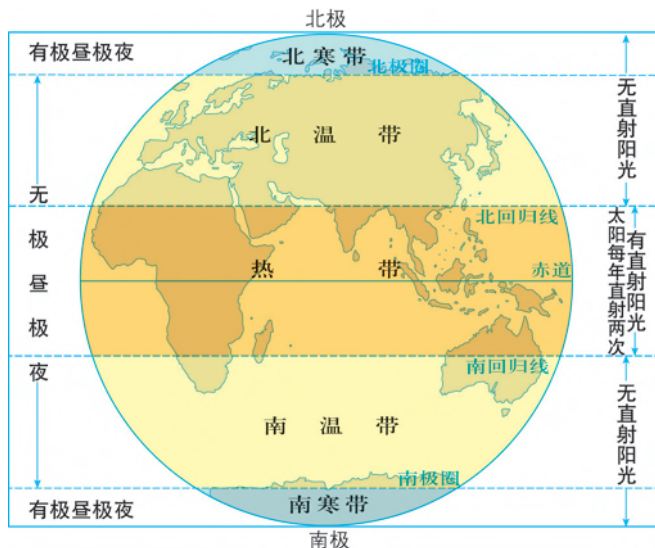 北极
有极昼极夜
北寒带
北极圈
无直射阳光
北温带
无极昼极夜
北回归线
太阳每年直射两次
有直射阳光
热带
赤道
南回归线
无直射阳光
南温带
南极圈
有极昼极夜
南寒带
南极